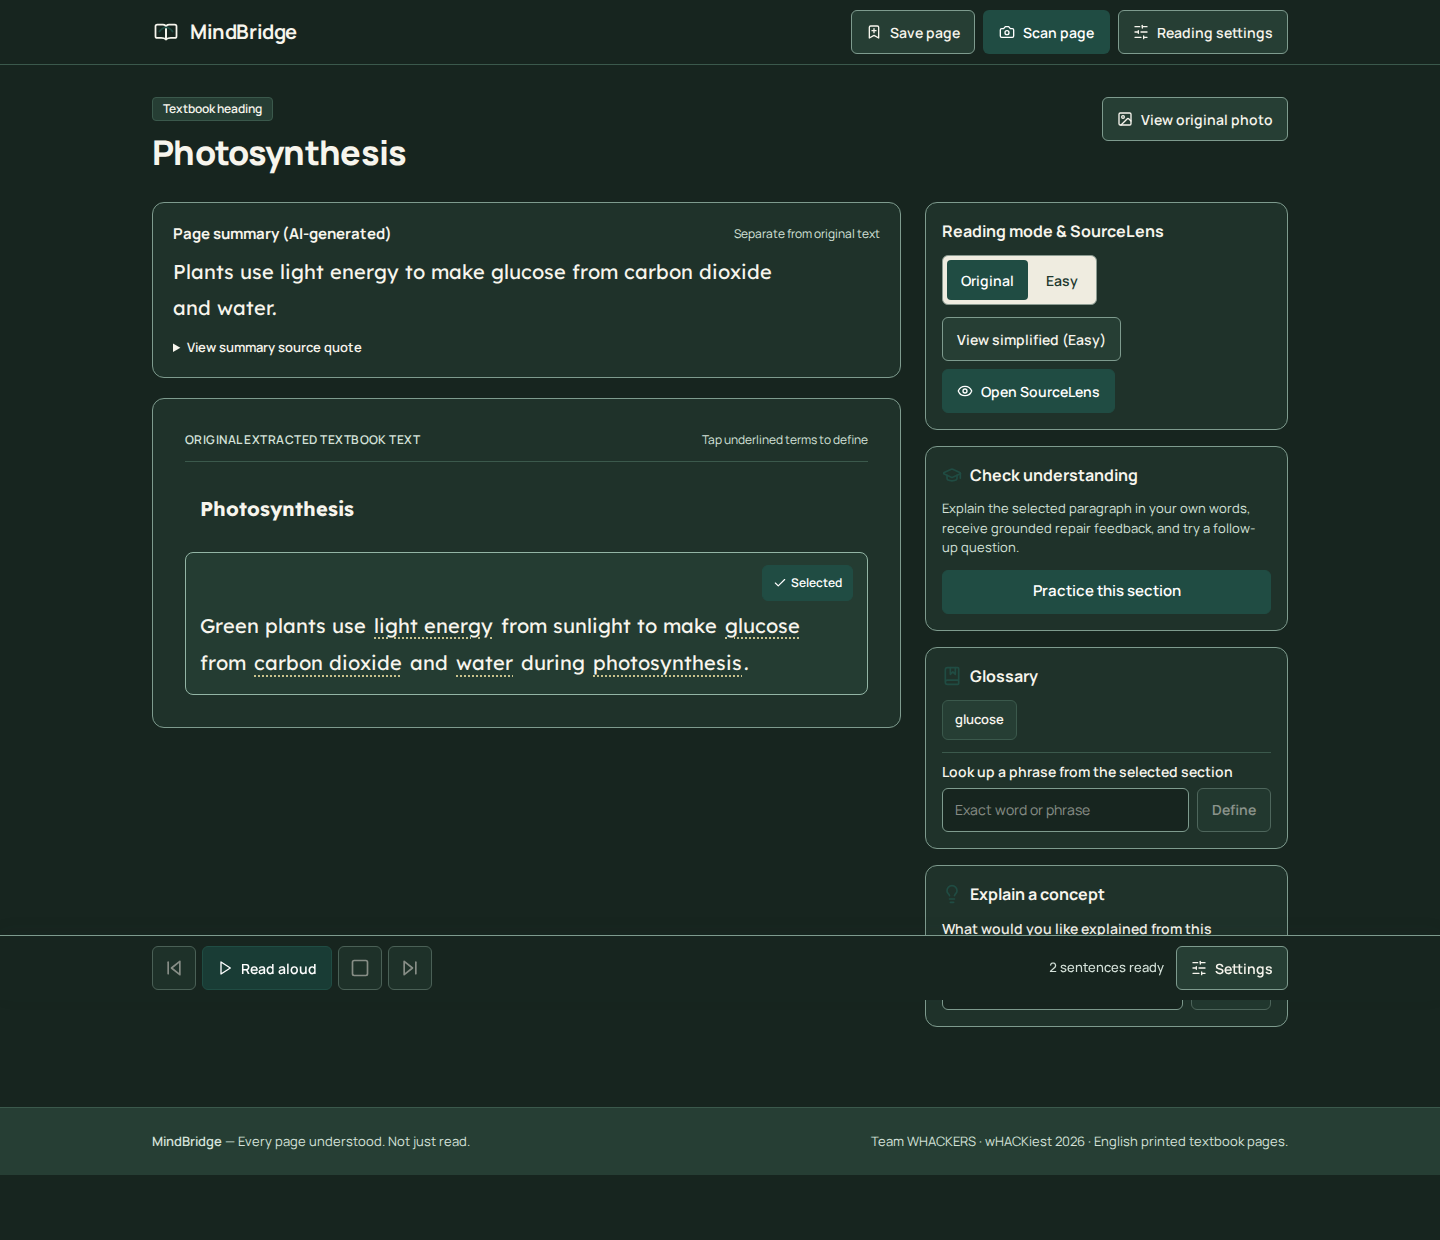 MindBridge
Save page
Scan page
Reading settings
Textbook heading
View original photo
Photosynthesis
Page summary (AI-generated)
Separate from original text
Plants use light energy to make glucose from carbon dioxide
and water.
View summary source quote
ORIGINAL EXTRACTED TEXTBOOK TEXT
Tap underlined terms to define
Photosynthesis
Selected
Green plants use light energy from sunlight to make glucose
from carbon dioxide and water during photosynthesis.
Reading mode & SourceLens
Original
Easy
View simplified (Easy)
Open SourceLens
Check understanding
Explain the selected paragraph in your own words,
receive grounded repair feedback, and try a follow-
up question.
Practice this section
Glossary
glucose
Look up a phrase from the selected section
Exact word or phrase
Define
Explain a concept
What would you like explained from this
Read aloud
2 sentences ready
Settings
MindBridge — Every page understood. Not just read.
Team WHACKERS · wHACKiest 2026 · English printed textbook pages.